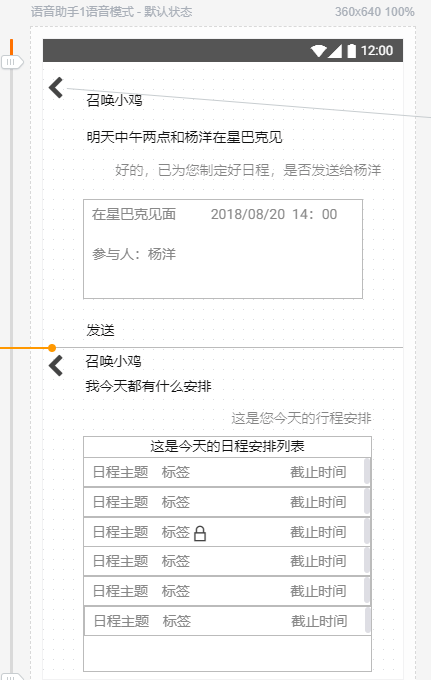 语音助手1语音模式 - 默认状态 360x640 100%
12:00
召唤小鸡
明天中午两点和杨洋在星巴克见
好的，已为您制定好日程，是否发送给杨洋
在星巴克见面 2018/08/20 14：00
参与人：杨洋
发送
召唤小鸡
我今天都有什么安排
这是您今天的行程安排
这是今天的日程安排列表
日程主题 标签 截止时间
日程主题 标签 截止时间
日程主题 标签 截止时间
日程主题 标签 截止时间
日程主题 标签 截止时间
日程主题 标签 截止时间